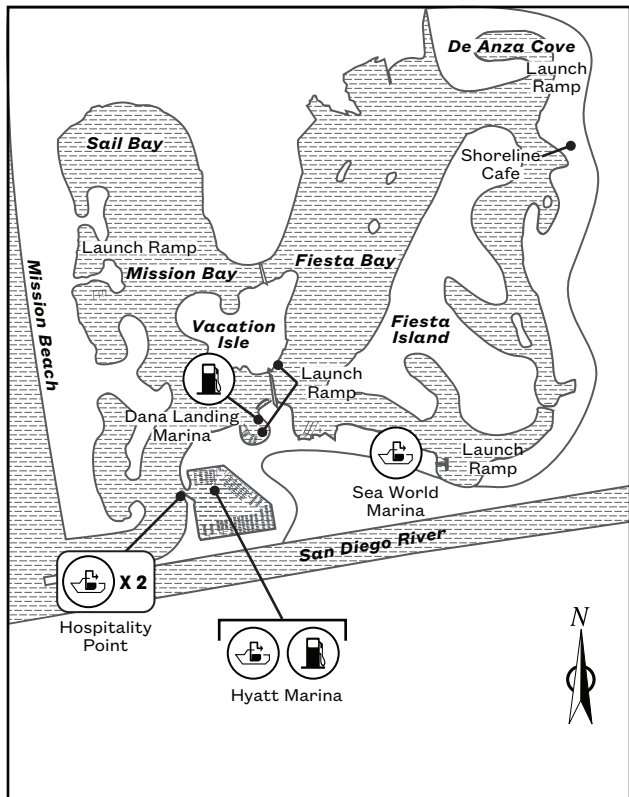 De Anza Cove
Launch
Ramp
Sail Bay
Shoreline
Cafe
Launch Ramp
Mission Bay
Fiesta Bay
Mission Beach
Vacation
Isle
Fiesta
Island
Launch
Ramp
Dana Landing
Marina
Launch
Ramp
Sea World
Marina
San Diego River
X 2
Hospitality
Point
N
Hyatt Marina